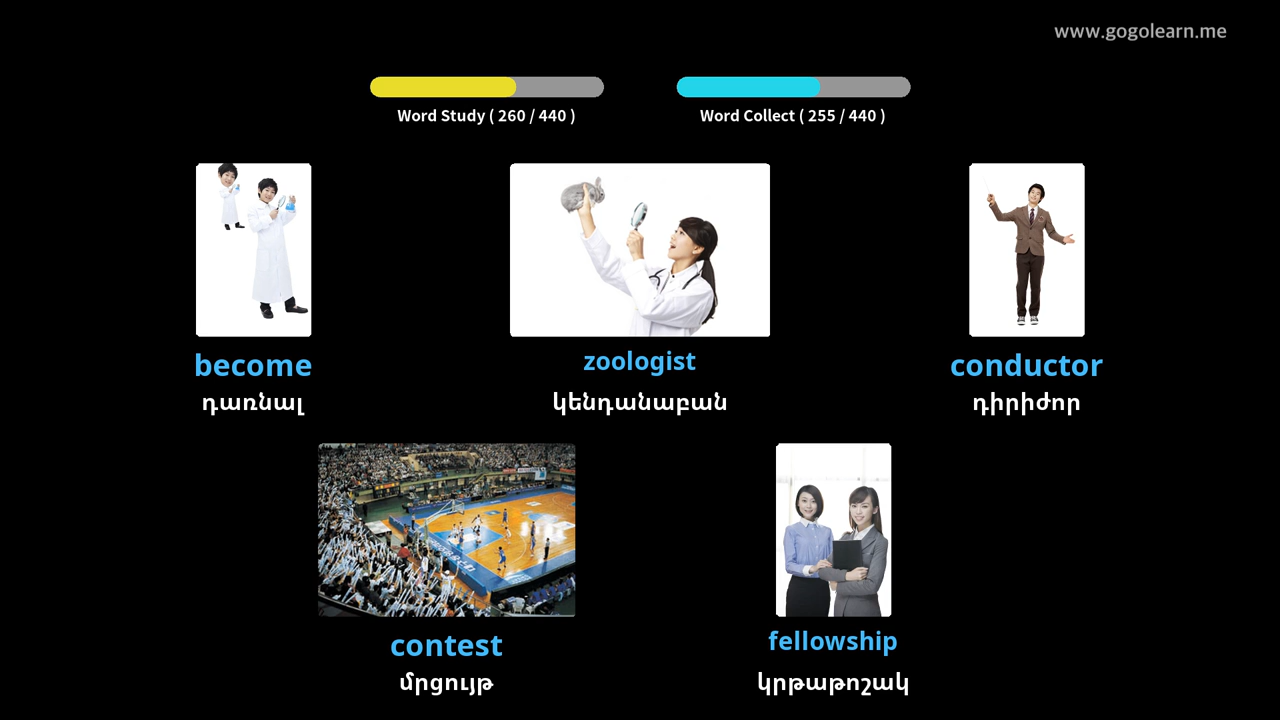 www.gogolearn.me
Word Study ( 260 / 440 )
Word Collect ( 255 / 440 )
become
դառնալ
zoologist
կենդանաբան
conductor
դիրիժոր
contest
մրցույթ
fellowship
կրթաթոշակ